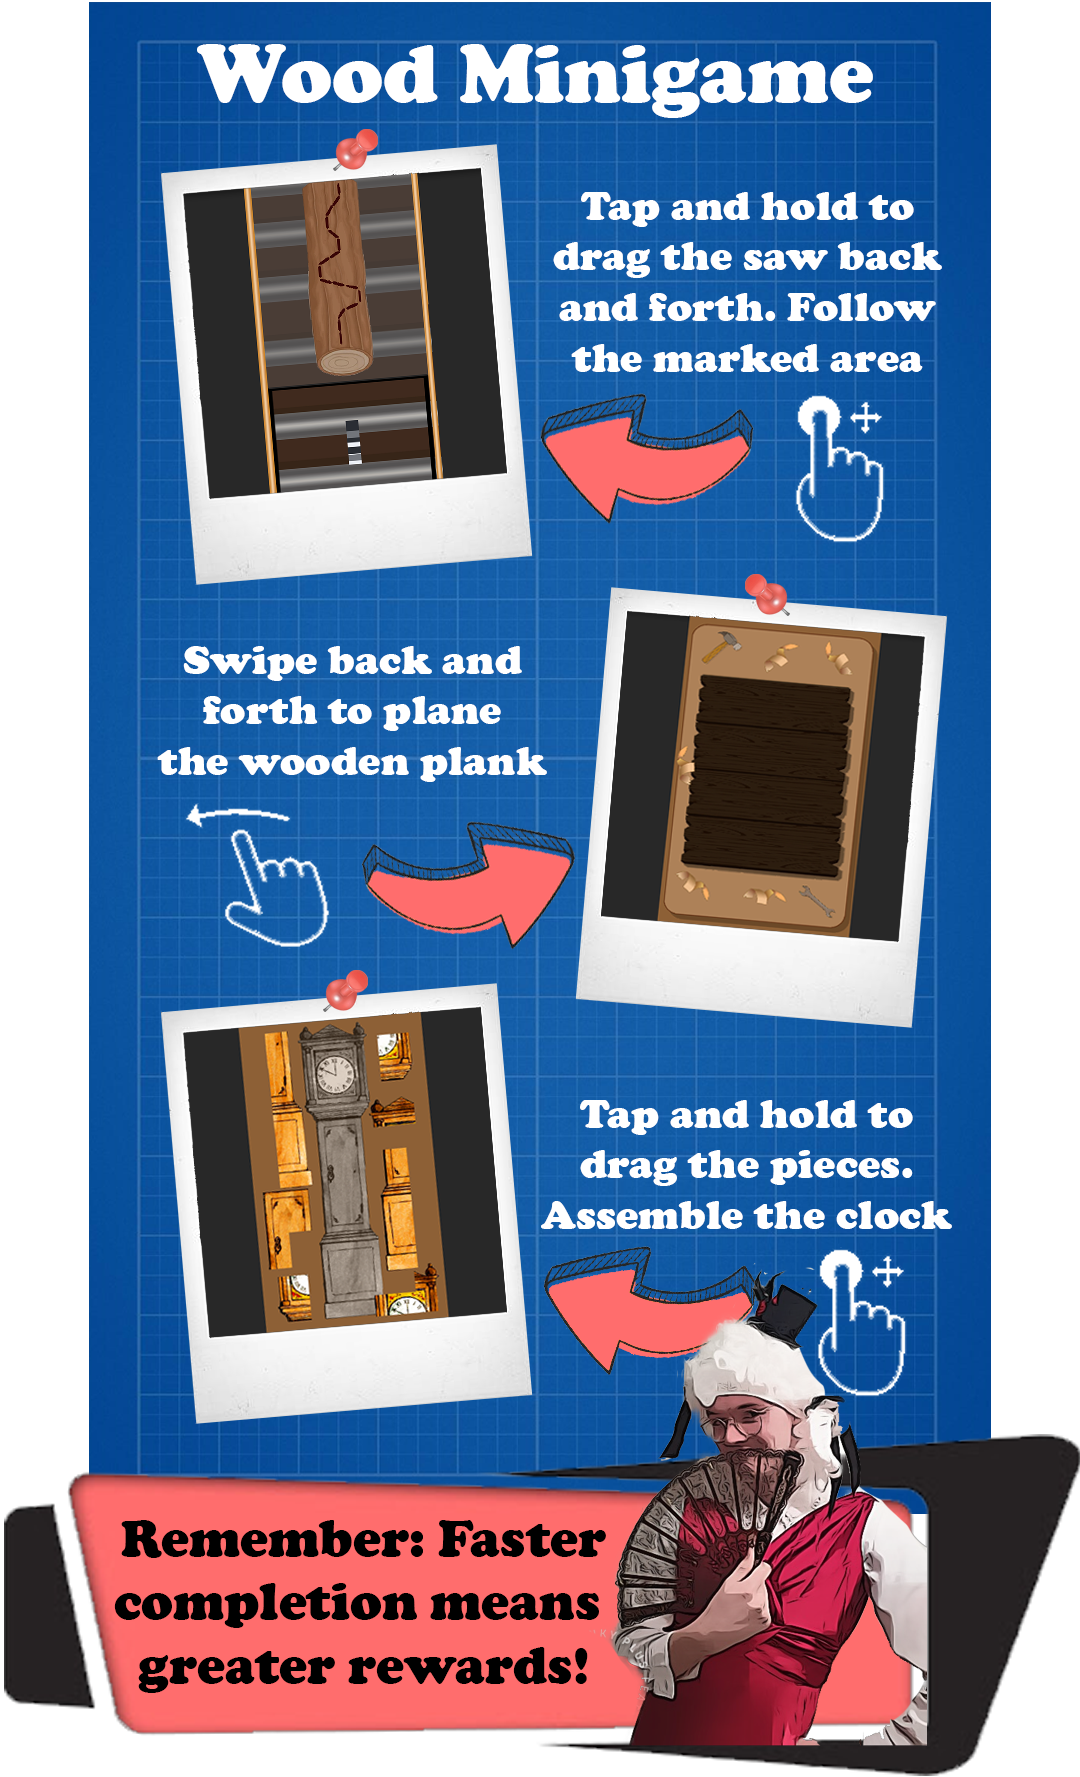 Wood Minigame
Tap and hold to
drag the saw back
and forth. Follow
the marked area
Swipe back and
forth to plane
the wooden plank
Tap and hold to
drag the pieces.
Assemble the clock
Remember: Faster
completion means
greater rewards!